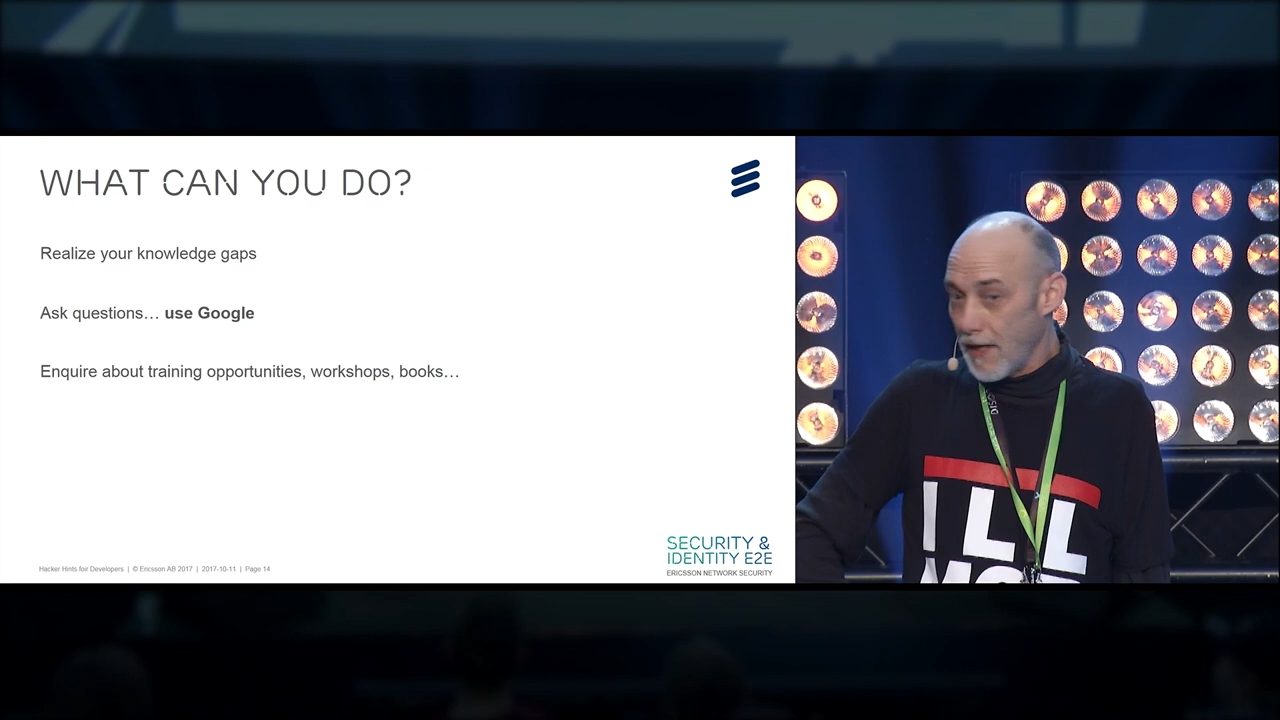 WHAT CAN YOU DO?
Realize your knowledge gaps
Ask questions… use Google
Enquire about training opportunities, workshops, books…
SECURITY &
IDENTITY E2E
ERICSSON NETWORK SECURITY
Hacker Hints foir Developers | © Ericsson AB 2017 | 2017-10-11 | Page 14
ILL